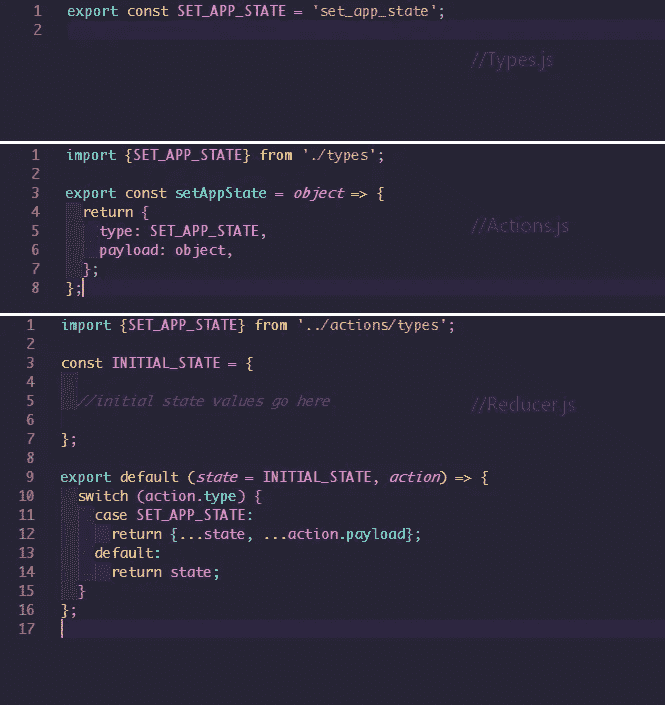 1 export const SET_APP_STATE = 'set_app_state';
2
//Types.js
1 import {SET_APP_STATE} from './types';
2
3 export const setAppState = object => {
4   return {
5     type: SET_APP_STATE,
//Actions.js
6     payload: object,
7   };
8 };
1 import {SET_APP_STATE} from '../actions/types';
2
3 const INITIAL_STATE = {
4
5   //initial state values go here
//Reducer.js
6
7 };
8
9 export default (state = INITIAL_STATE, action) => {
10   switch (action.type) {
11     case SET_APP_STATE:
12       return {...state, ...action.payload};
13     default:
14       return state;
15   }
16 };
17